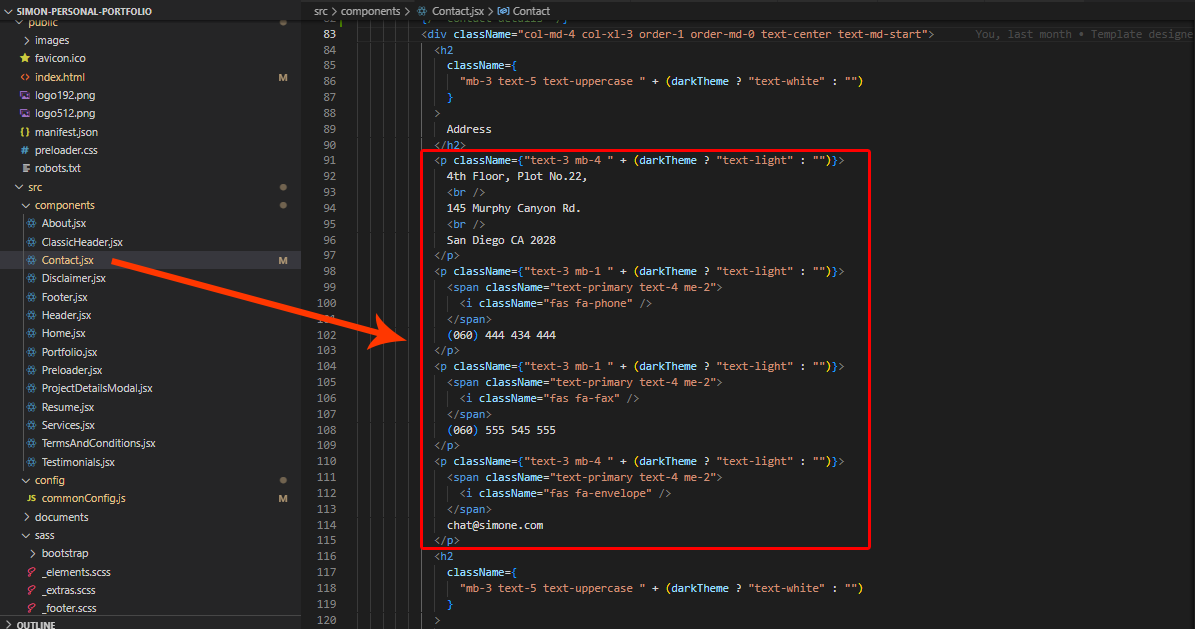 SIMON-PERSONAL-PORTFOLIO
public
images
favicon.ico
index.html M
logo192.png
logo512.png
manifest.json
preloader.css
robots.txt
src
components
About.jsx
ClassicHeader.jsx
Contact.jsx M
Disclaimer.jsx
Footer.jsx
Header.jsx
Home.jsx
Portfolio.jsx
Preloader.jsx
ProjectDetailsModal.jsx
Resume.jsx
Services.jsx
TermsAndConditions.jsx
Testimonials.jsx
config
JS commonConfig.js M
documents
sass
bootstrap
_elements.scss
_extras.scss
_footer.scss
OUTLINE
src > components > Contact.jsx > Contact
83 <div className="col-md-4 col-xl-3 order-1 order-md-0 text-center text-md-start"> You, last month • Template designe
84 <h2
85 className={
86 "mb-3 text-5 text-uppercase " + (darkTheme ? "text-white" : "")
87 }
88 >
89 Address
90 </h2>
91 <p className={"text-3 mb-4 " + (darkTheme ? "text-light" : "")}>
92 4th Floor, Plot No.22,
93 <br />
94 145 Murphy Canyon Rd.
95 <br />
96 San Diego CA 2028
97 </p>
98 <p className={"text-3 mb-1 " + (darkTheme ? "text-light" : "")}>
99 <span className="text-primary text-4 me-2">
100 <i className="fas fa-phone" />
101 </span>
102 (060) 444 434 444
103 </p>
104 <p className={"text-3 mb-1 " + (darkTheme ? "text-light" : "")}>
105 <span className="text-primary text-4 me-2">
106 <i className="fas fa-fax" />
107 </span>
108 (060) 555 545 555
109 </p>
110 <p className={"text-3 mb-4 " + (darkTheme ? "text-light" : "")}>
111 <span className="text-primary text-4 me-2">
112 <i className="fas fa-envelope" />
113 </span>
114 chat@simone.com
115 </p>
116 <h2
117 className={
118 "mb-3 text-5 text-uppercase " + (darkTheme ? "text-white" : "")
119 }
120 >